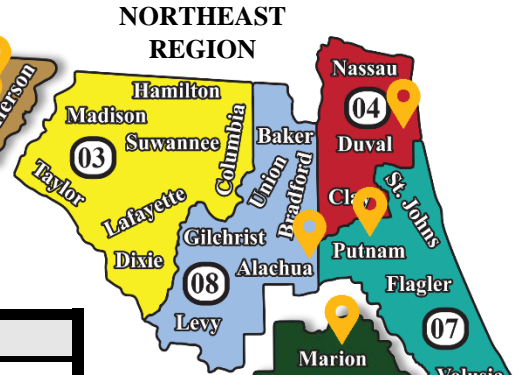 NORTHEAST
REGION
Nassau
04
Duval
Clay
Hamilton
Madison
03
Suwannee
Columbia
Taylor
Lafayette
Dixie
Baker
Union
Bradford
Gilchrist
Alachua
08
Levy
St. Johns
Putnam
Flagler
07
Marion